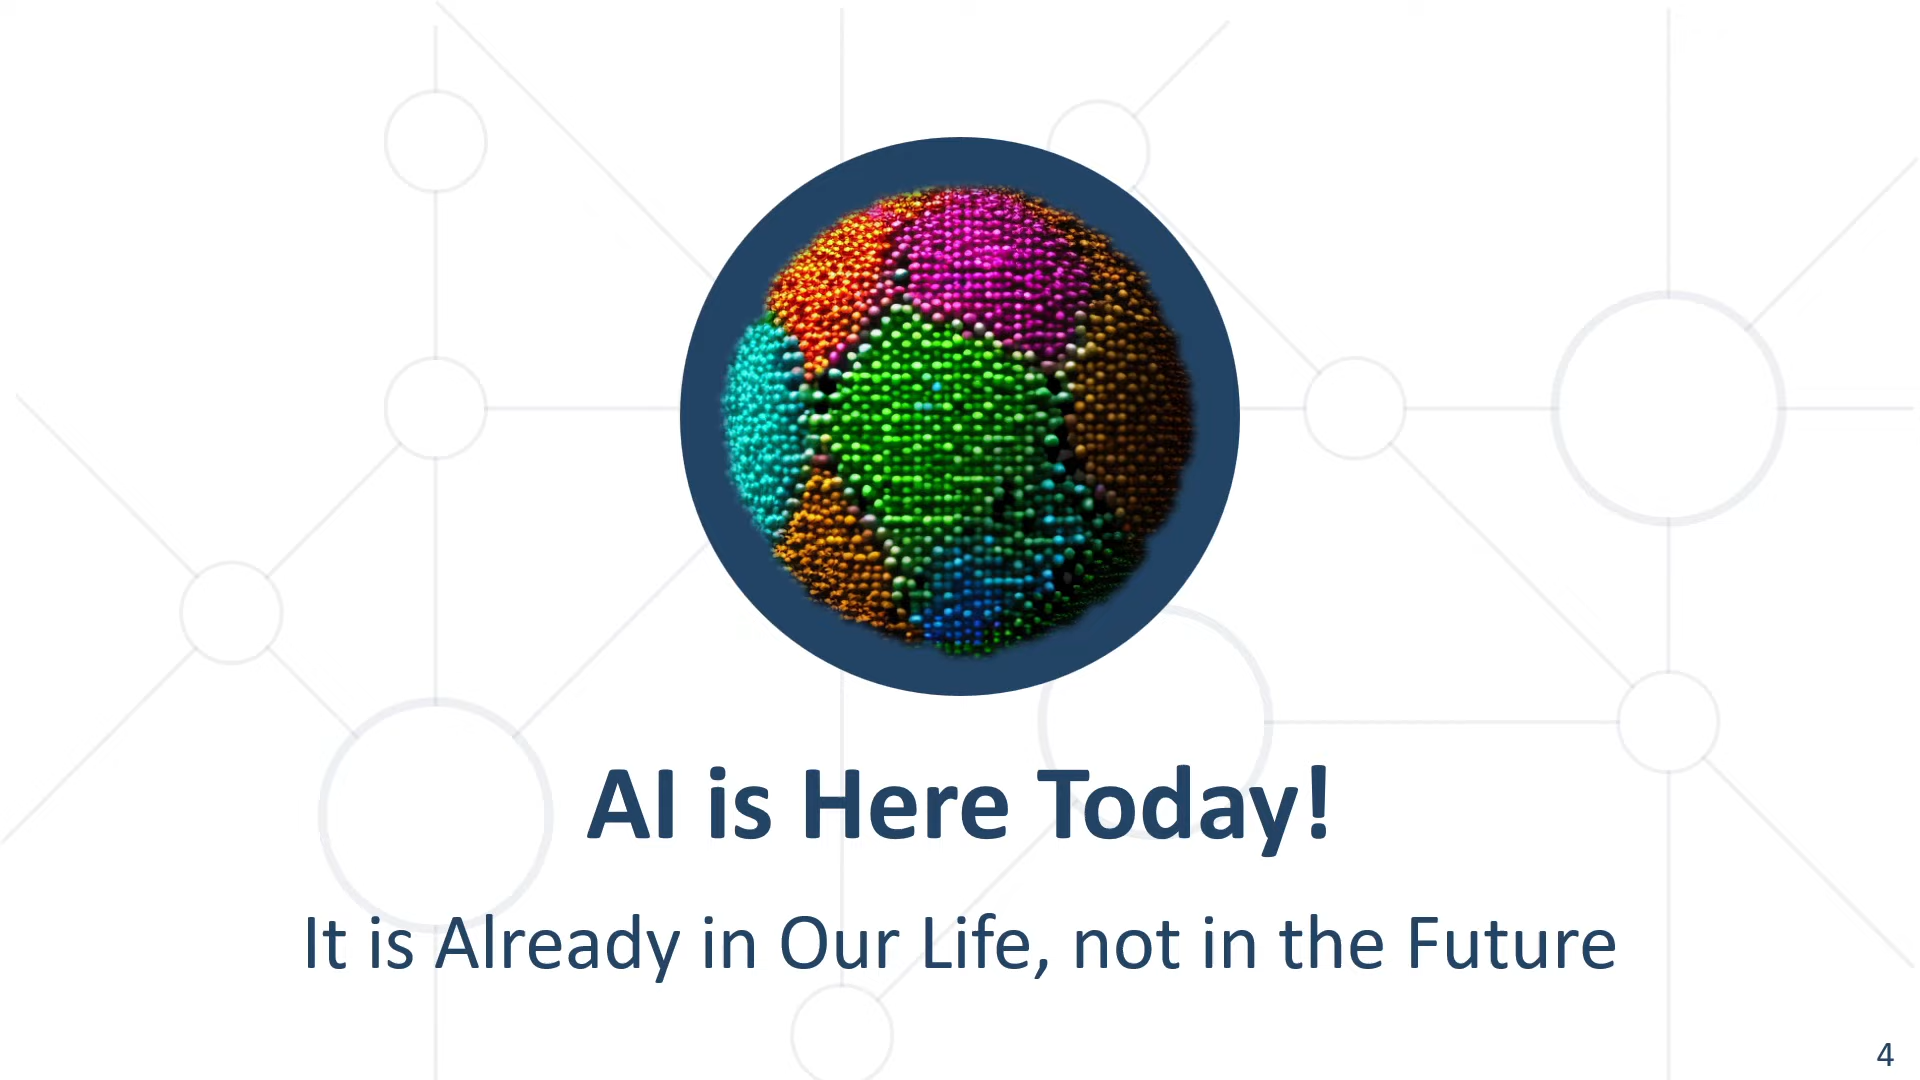 AI is Here Today!
It is Already in Our Life, not in the Future
4